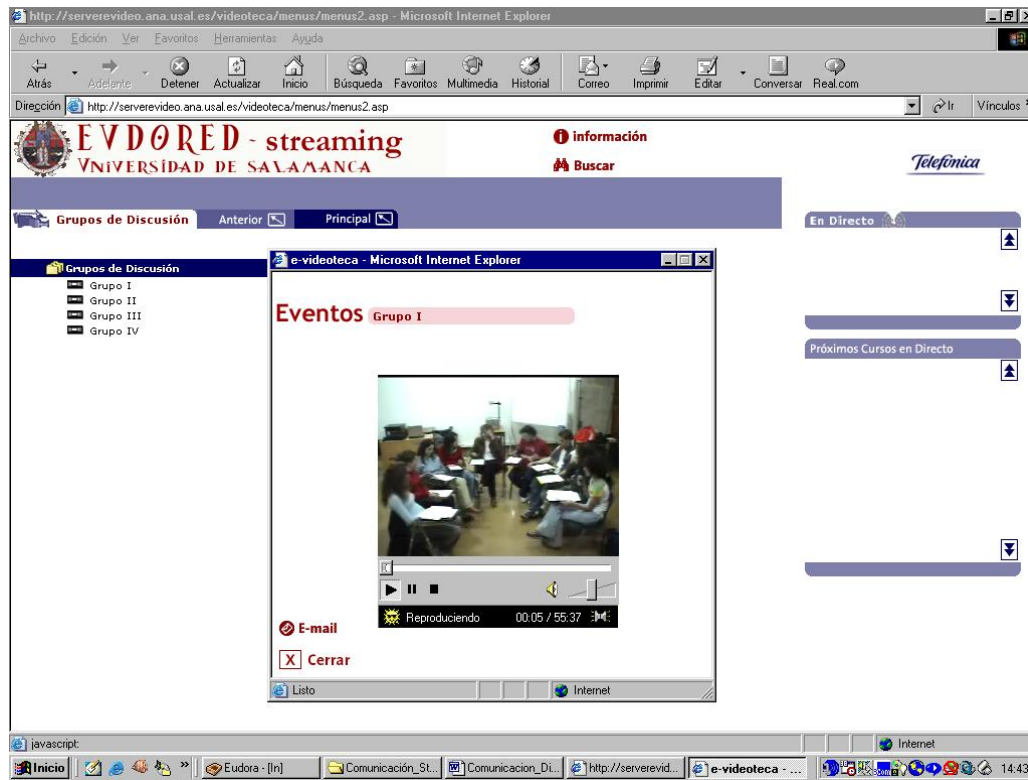 http://serverevideo.ana.usal.es/videoteca/menus/menus2.asp - Microsoft Internet Explorer
Archivo Edición Ver Favoritos Herramientas Ayuda
Atrás Adelante Detener Actualizar Inicio Búsqueda Favoritos Multimedia Historial Correo Imprimir Editar Conversar Real.com
Dirección http://serverevideo.ana.usal.es/videoteca/menus/menus2.asp Ir Vínculos
EVDORED - streaming
VNiVERSiDAD DE SALAMANCA
información
Buscar
Telefónica
Grupos de Discusión Anterior Principal
En Directo
Grupos de Discusión
Grupo I
Grupo II
Grupo III
Grupo IV
e-videoteca - Microsoft Internet Explorer
Eventos Grupo I
Reproduciendo 00:05 / 55:37
E-mail
X Cerrar
Listo Internet
Próximos Cursos en Directo
javascript: Internet
Inicio Eudora - [In] Comunicación_St... Comunicacion_Di... http://serverevid... e-videoteca - ... 14:43